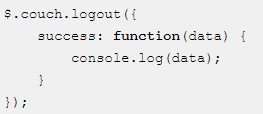 $.couch.logout({
    success: function(data) {
        console.log(data);
    }
});